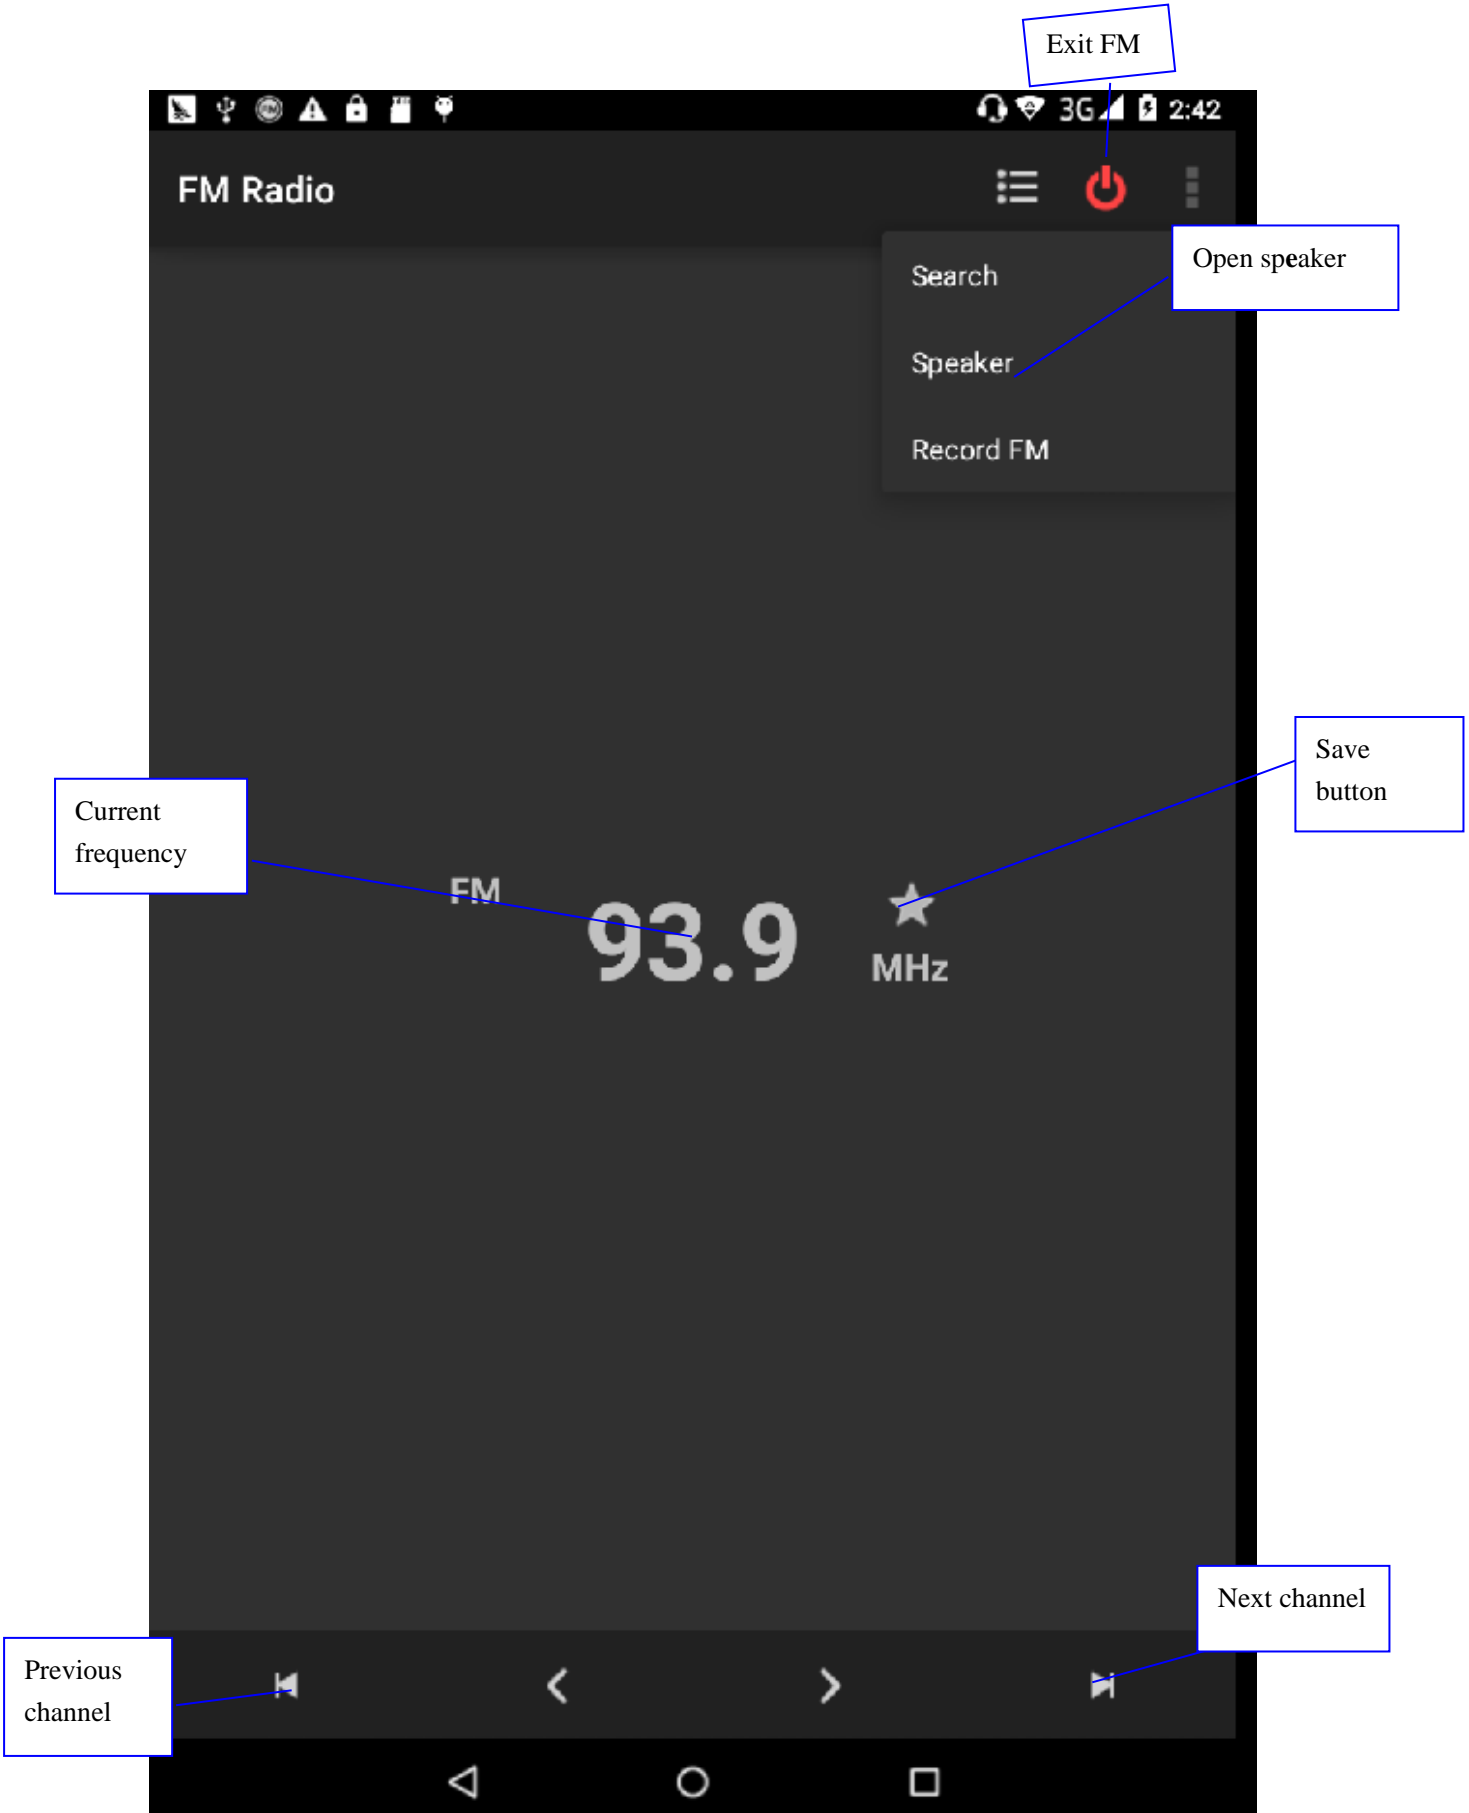 Exit FM
3G 2:42
FM Radio
Open speaker
Search
Speaker
Record FM
Save
button
Current
frequency
FM
93.9
MHz
Next channel
Previous
channel